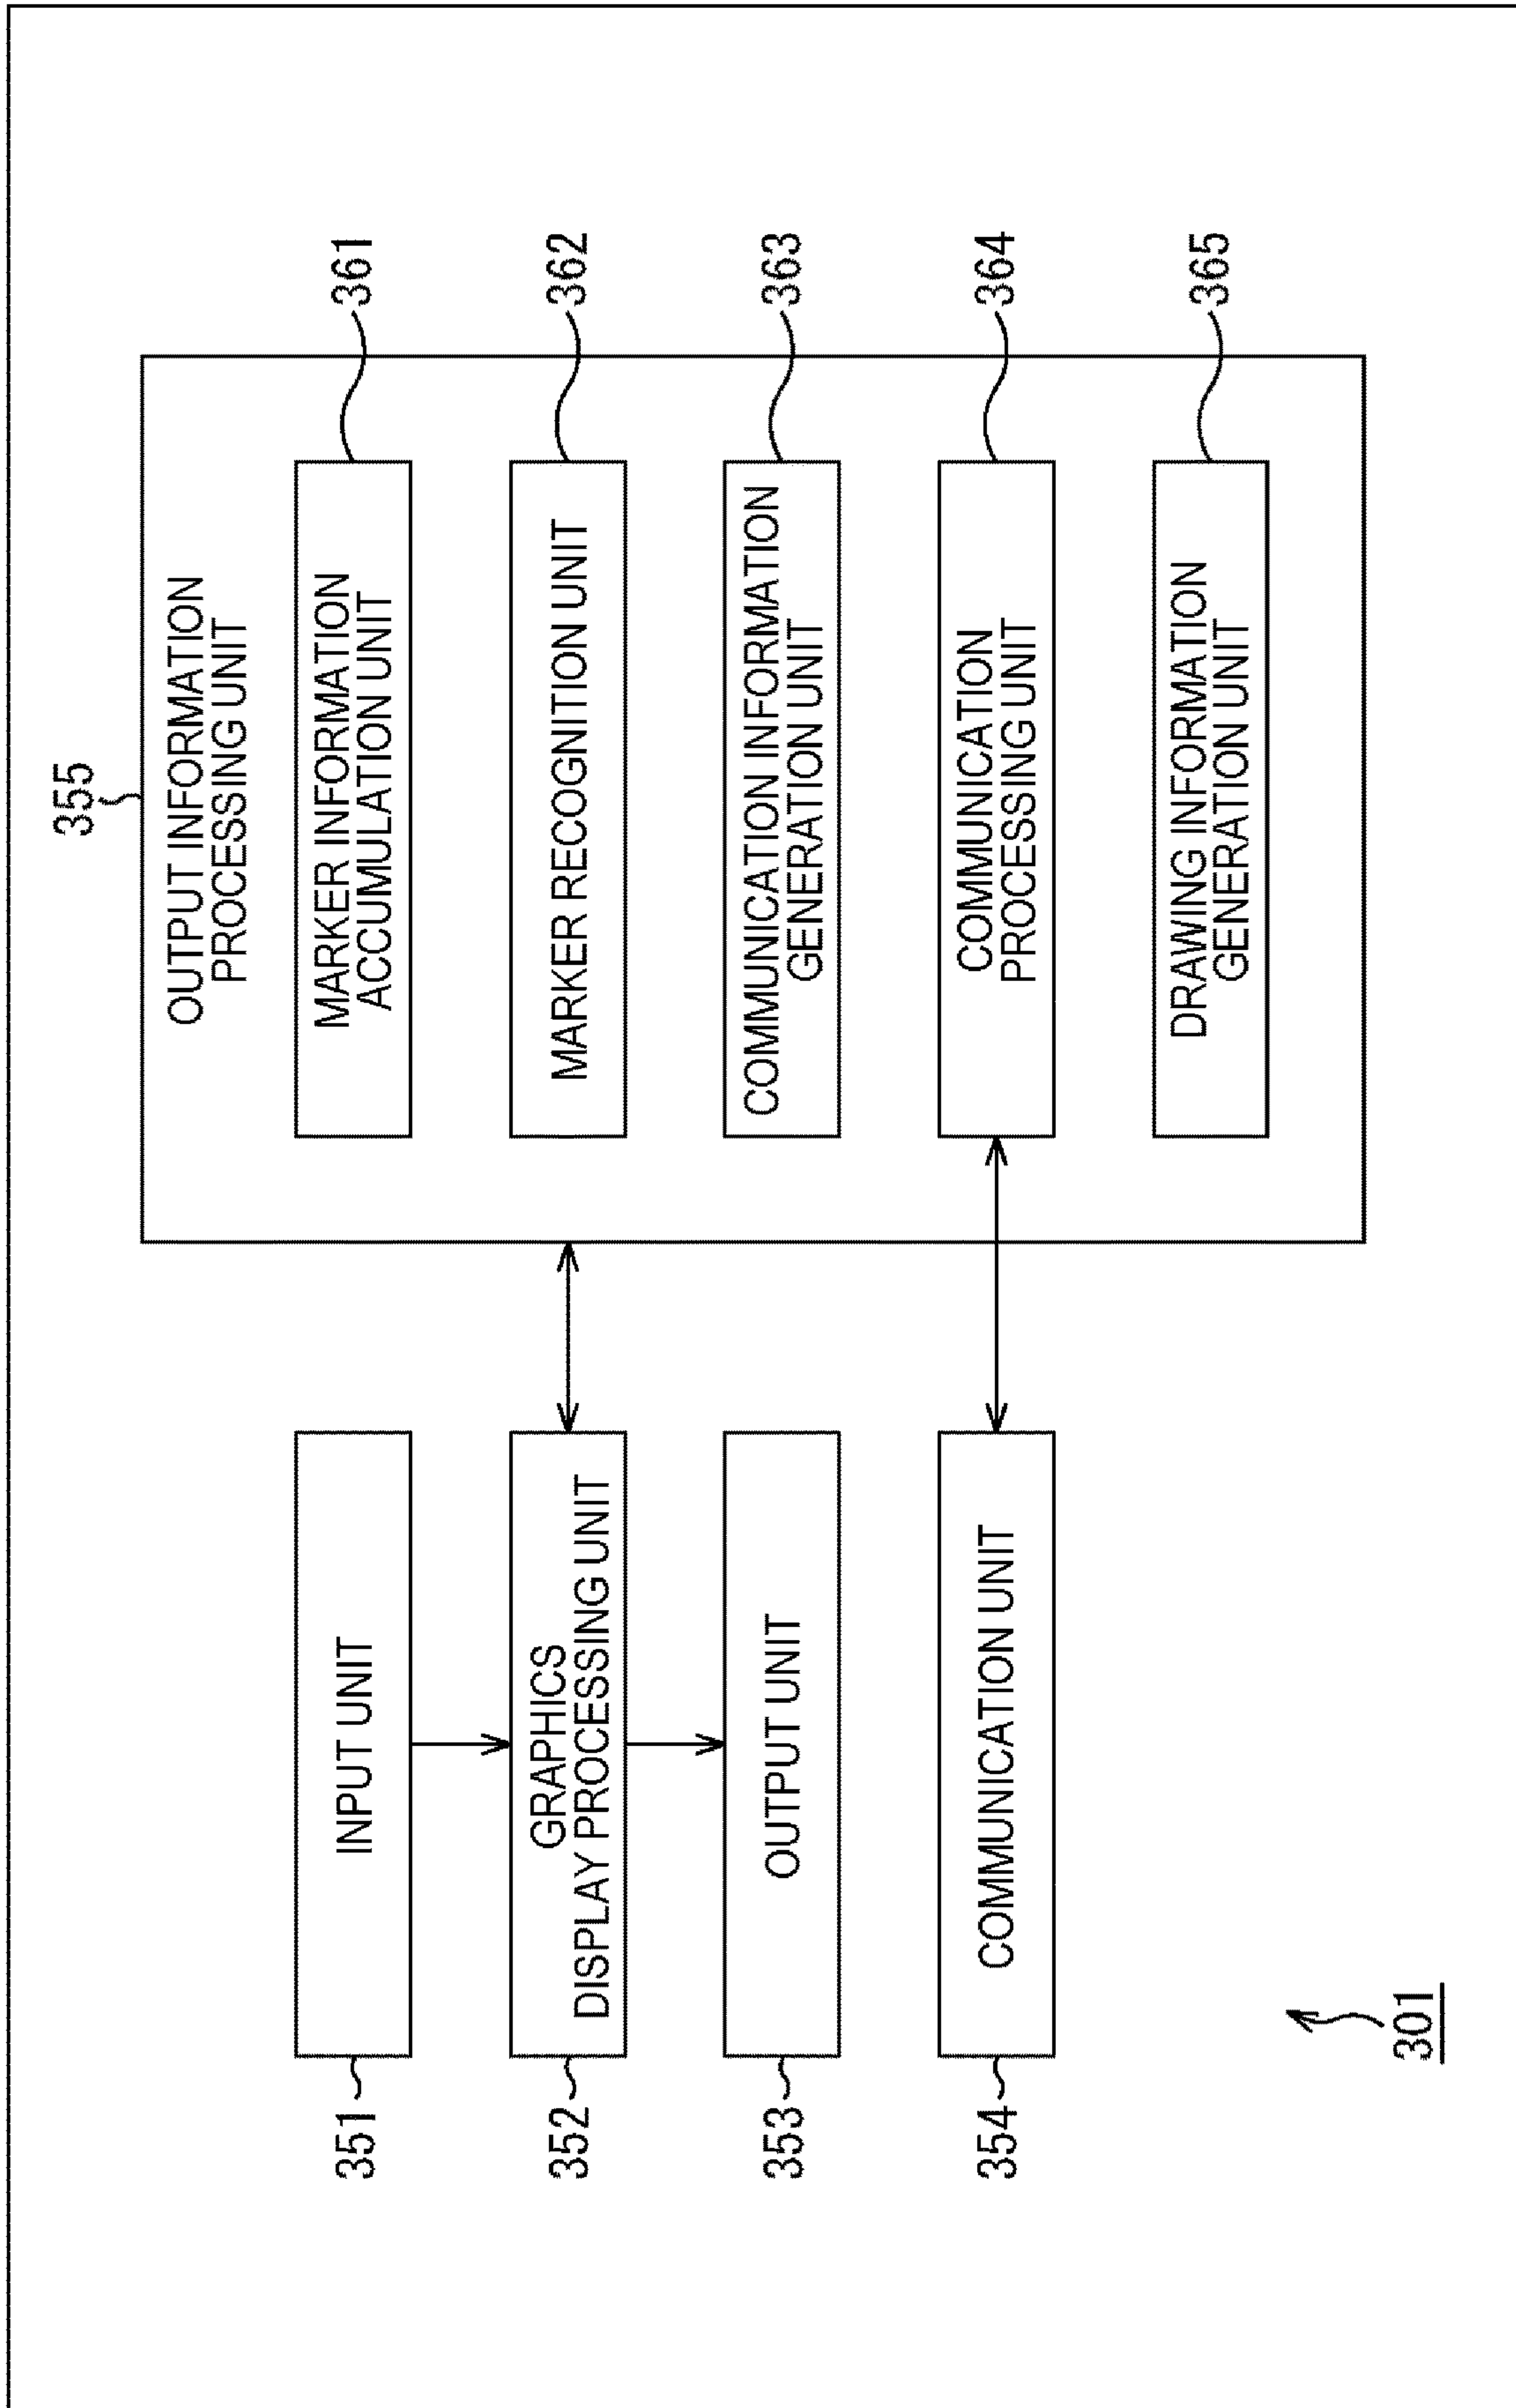 355
OUTPUT INFORMATION
PROCESSING UNIT
351
INPUT UNIT
MARKER INFORMATION
ACCUMULATION UNIT
361
352
GRAPHICS
DISPLAY PROCESSING UNIT
MARKER RECOGNITION UNIT
362
353
OUTPUT UNIT
COMMUNICATION INFORMATION
GENERATION UNIT
363
354
COMMUNICATION UNIT
COMMUNICATION
PROCESSING UNIT
364
DRAWING INFORMATION
GENERATION UNIT
365
301